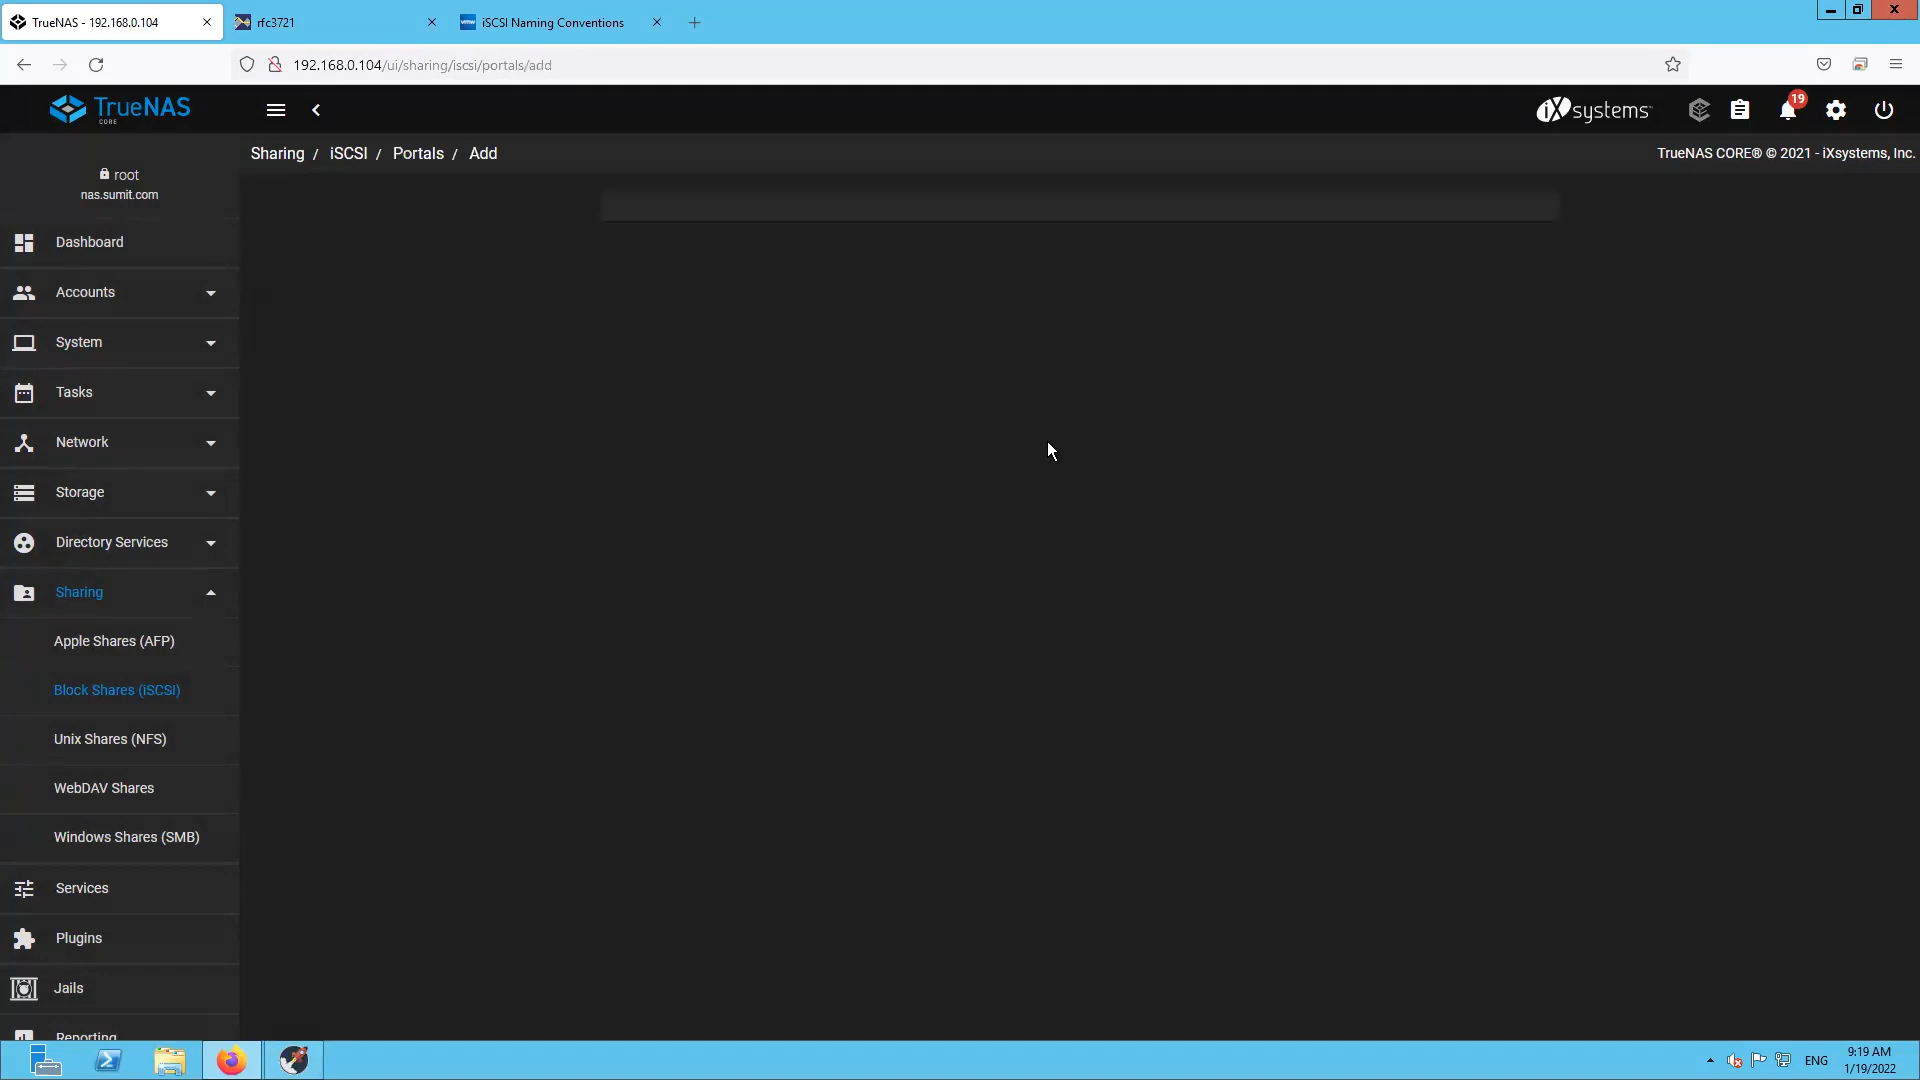 TrueNAS - 192.168.0.104
rfc3721
vmw
iSCSI Naming Conventions
192.168.0.104/ui/sharing/iscsi/portals/add
TrueNAS
CORE
iXsystems
19
Sharing / iSCSI / Portals / Add
TrueNAS CORE® © 2021 - iXsystems, Inc.
root
nas.sumit.com
Dashboard
Accounts
System
Tasks
Network
Storage
Directory Services
Sharing
Apple Shares (AFP)
Block Shares (iSCSI)
Unix Shares (NFS)
WebDAV Shares
Windows Shares (SMB)
Services
Plugins
Jails
Reporting
ENG
9:19 AM
1/19/2022